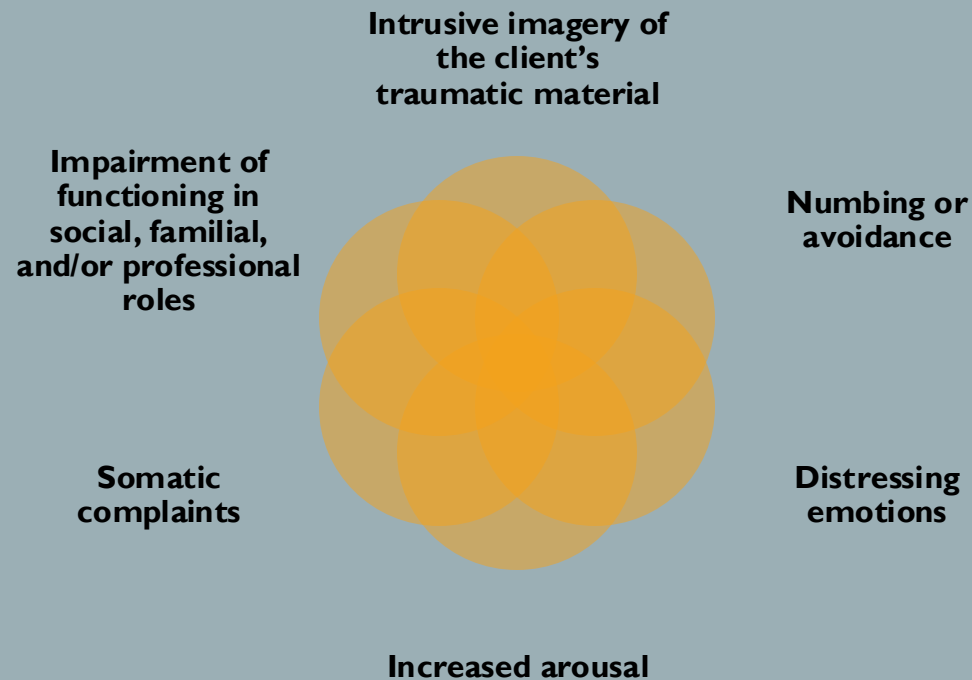 Intrusive imagery of
the client’s
traumatic material
Impairment of
functioning in
social, familial,
and/or professional
roles
Numbing or
avoidance
Somatic
complaints
Distressing
emotions
Increased arousal